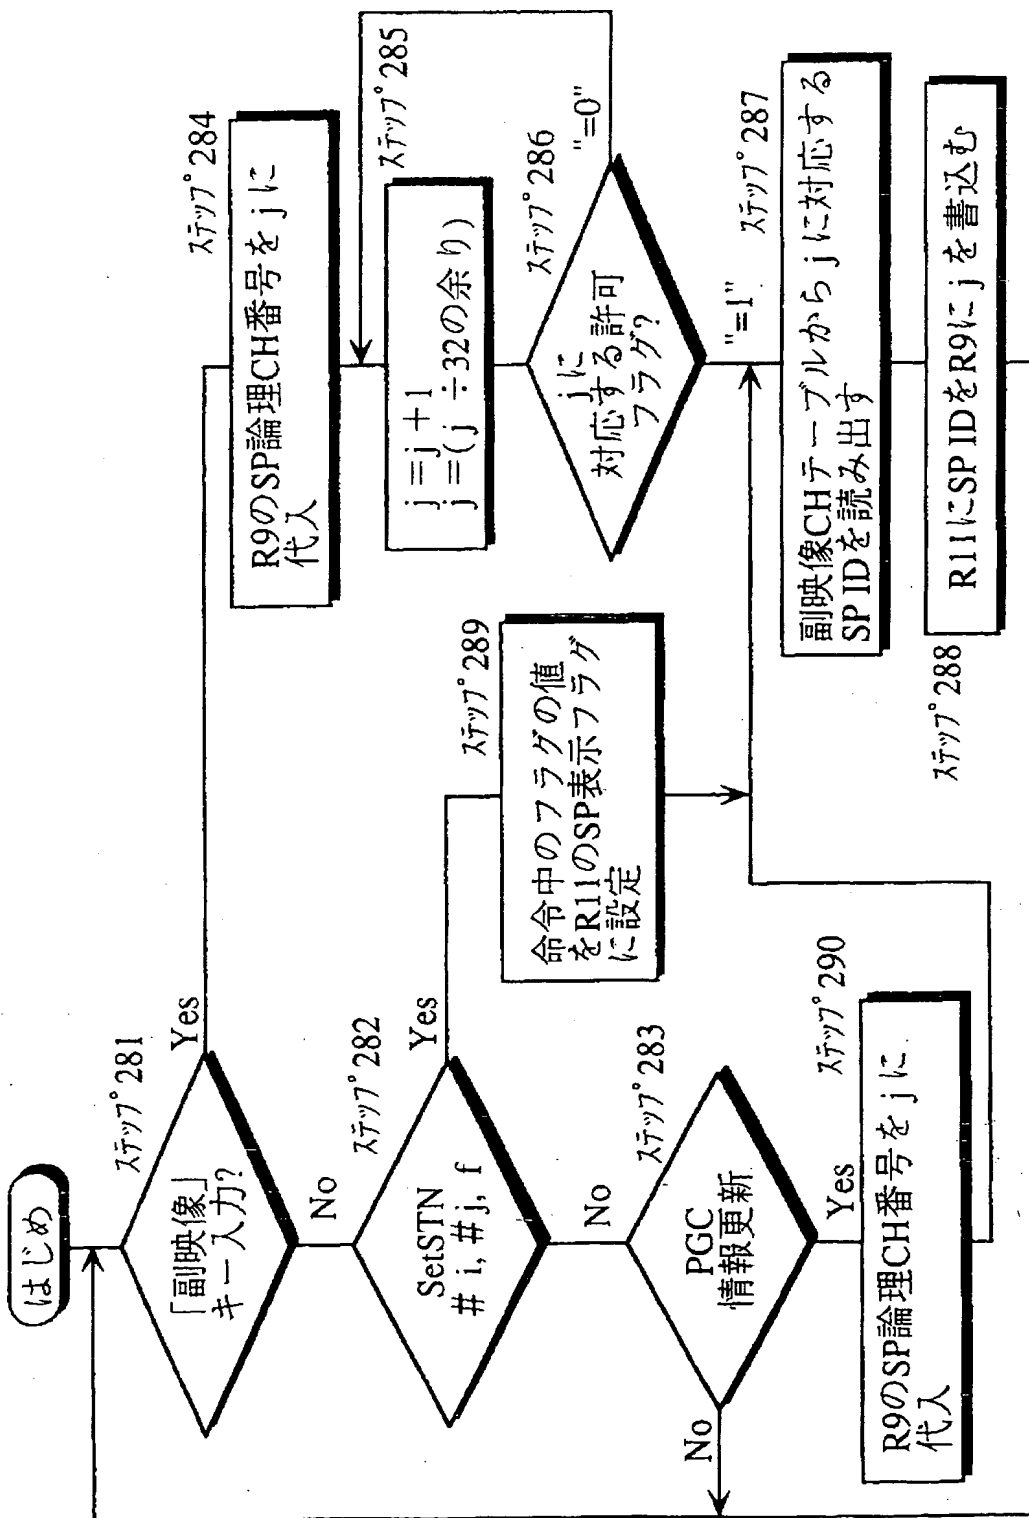 はじめ
ステップ281
「副映像」
キー入力?
Yes
No
ステップ282
SetSTN
# i, # j, f
Yes
No
ステップ283
PGC
情報更新
No
Yes
ステップ290
R9のSP論理CH番号を j に
代入
ステップ289
命令中のフラグの値
をR11のSP表示フラグ
に設定
ステップ284
R9のSP論理CH番号を j に
代入
ステップ285
j = j + 1
j =( j ÷32の余り)
ステップ286
j に
対応する許可
フラグ?
"=0"
"=1"
ステップ287
副映像CHテーブルから j に対応する
SP IDを読み出す
ステップ288
R11にSP IDをR9に j を書込む